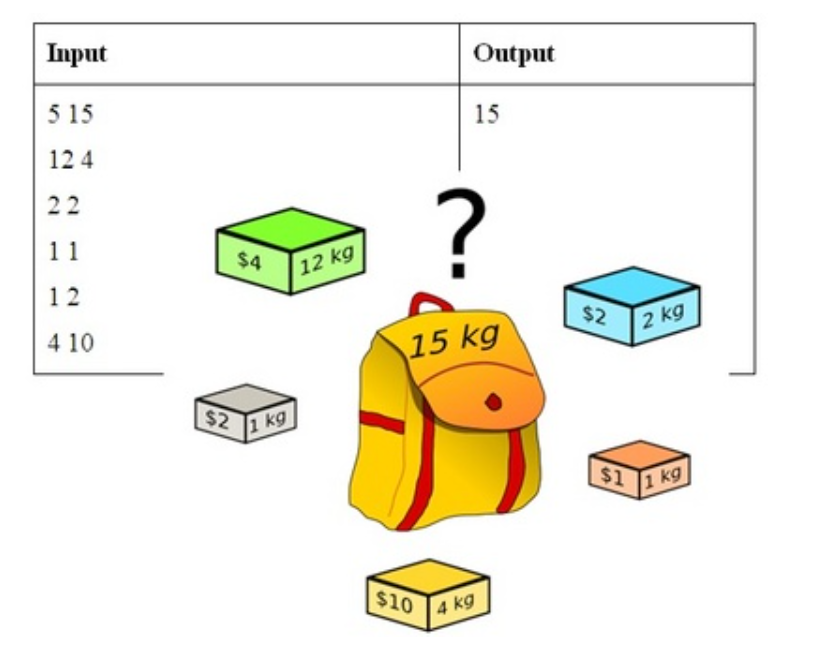 Input Output
5 15 15
12 4
2 2
1 1
1 2
4 10
?
$4 12 kg
$2 2 kg
15 kg
$2 1 kg
$1 1 kg
$10 4 kg